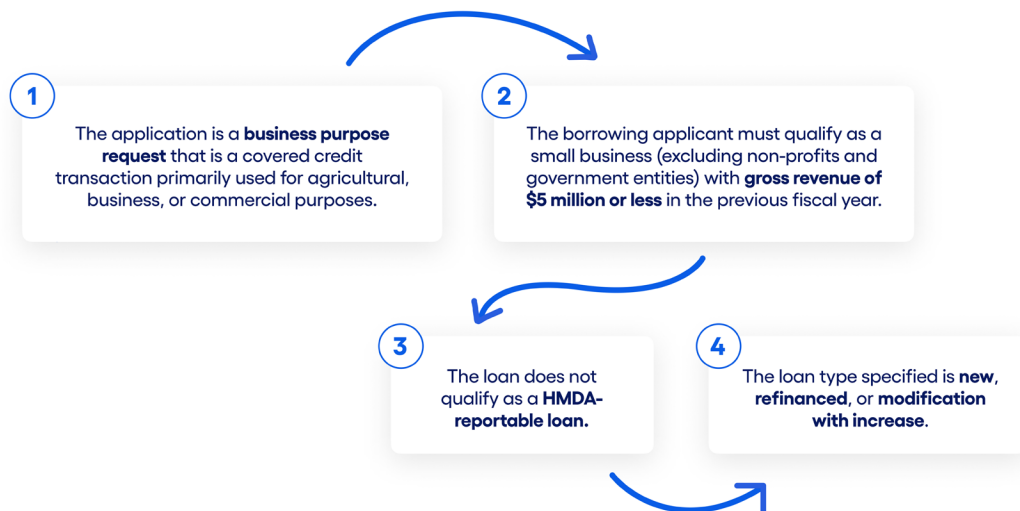 1
The application is a business purpose
request that is a covered credit
transaction primarily used for agricultural,
business, or commercial purposes.
2
The borrowing applicant must qualify as a
small business (excluding non-profits and
government entities) with gross revenue of
$5 million or less in the previous fiscal year.
3
The loan does not
qualify as a HMDA-
reportable loan.
4
The loan type specified is new,
refinanced, or modification
with increase.